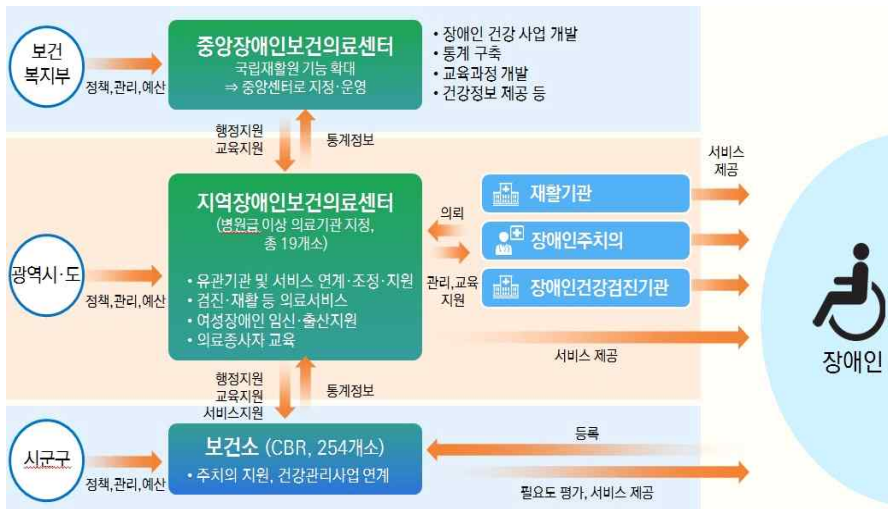 보건
복지부
정책,관리,예산
중앙장애인보건의료센터
국립재활원 기능 확대
⇒ 중앙센터로 지정·운영
• 장애인 건강 사업 개발
• 통계 구축
• 교육과정 개발
• 건강정보 제공 등
행정지원
교육지원
통계정보
광역시·도
정책,관리,예산
지역장애인보건의료센터
(병원급 이상 의료기관 지정,
총 19개소)
• 유관기관 및 서비스 연계·조정·지원
• 검진·재활 등 의료서비스
• 여성장애인 임신·출산지원
• 의료종사자 교육
의뢰
관리,교육
지원
재활기관
장애인주치의
장애인건강검진기관
서비스
제공
서비스 제공
장애인
행정지원
교육지원
서비스지원
통계정보
시군구
정책,관리,예산
보건소 (CBR, 254개소)
• 주치의 지원, 건강관리사업 연계
등록
필요도 평가, 서비스 제공